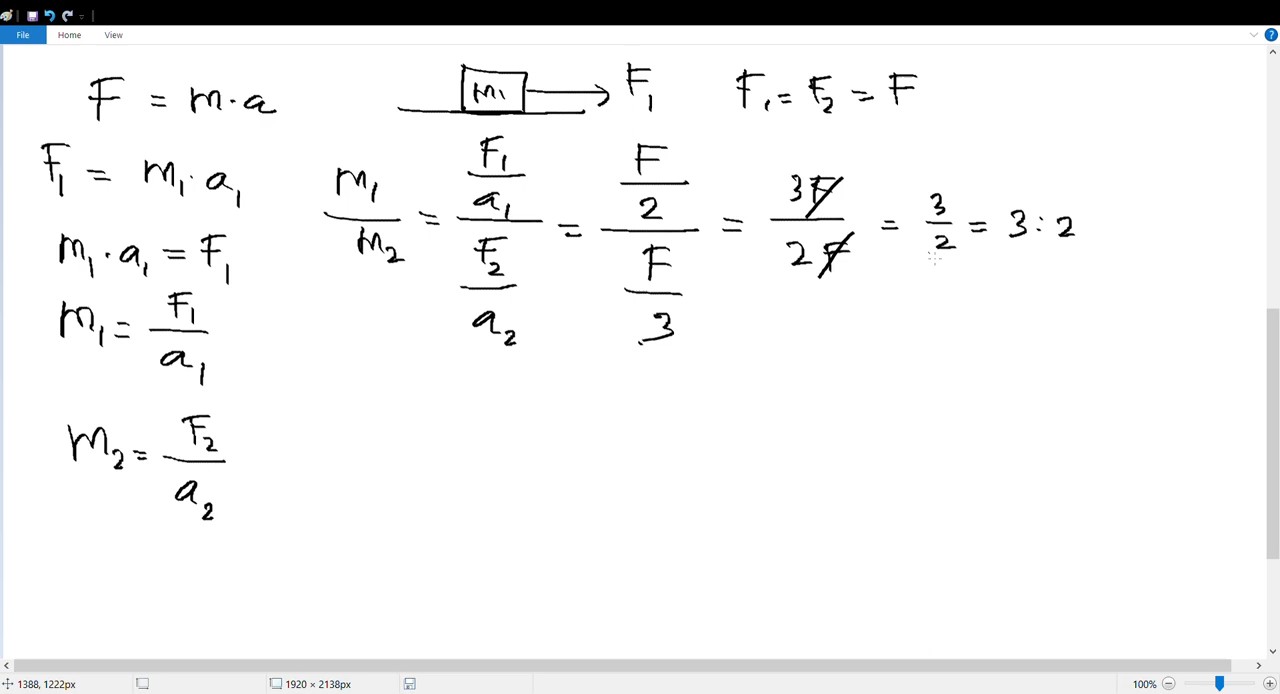 File Home View
F = m·a
m₁ F₁
F₁ = F₂ = F
F₁ = m₁·a₁
m₁·a₁ = F₁
m₁ = F₁/a₁
m₂ = F₂/a₂
m₁/m₂ = (F₁/a₁)/(F₂/a₂) = (F/2)/(F/3) = 3F/2F = 3/2 = 3:2
1388, 1222px 1920 × 2138px 100%